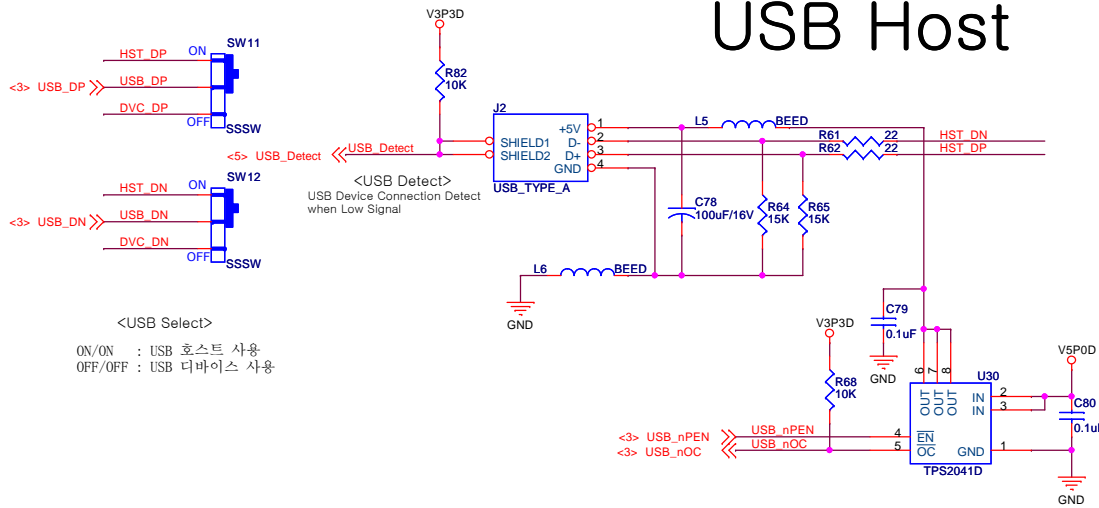 USB Host
V3P3D
R82
10K
SW11
ON
HST_DP
<3> USB_DP
USB_DP
DVC_DP
OFF
SSSW
J2
+5V
D-
D+
GND
SHIELD1
SHIELD2
USB_TYPE_A
1
2
3
4
<5> USB_Detect
USB_Detect
<USB Detect>
USB Device Connection Detect
when Low Signal
L5
BEED
R61
22
HST_DN
R62
22
HST_DP
SW12
ON
HST_DN
<3> USB_DN
USB_DN
DVC_DN
OFF
SSSW
C78
100uF/16V
R64
15K
R65
15K
L6
BEED
GND
<USB Select>
ON/ON : USB 호스트 사용
OFF/OFF : USB 디바이스 사용
C79
0.1uF
GND
V3P3D
R68
10K
V5P0D
C80
0.1uF
U30
6
7
8
OUT
OUT
OUT
IN
IN
2
3
EN
OC
GND
4
5
1
TPS2041D
<3> USB_nPEN
USB_nPEN
<3> USB_nOC
USB_nOC
GND